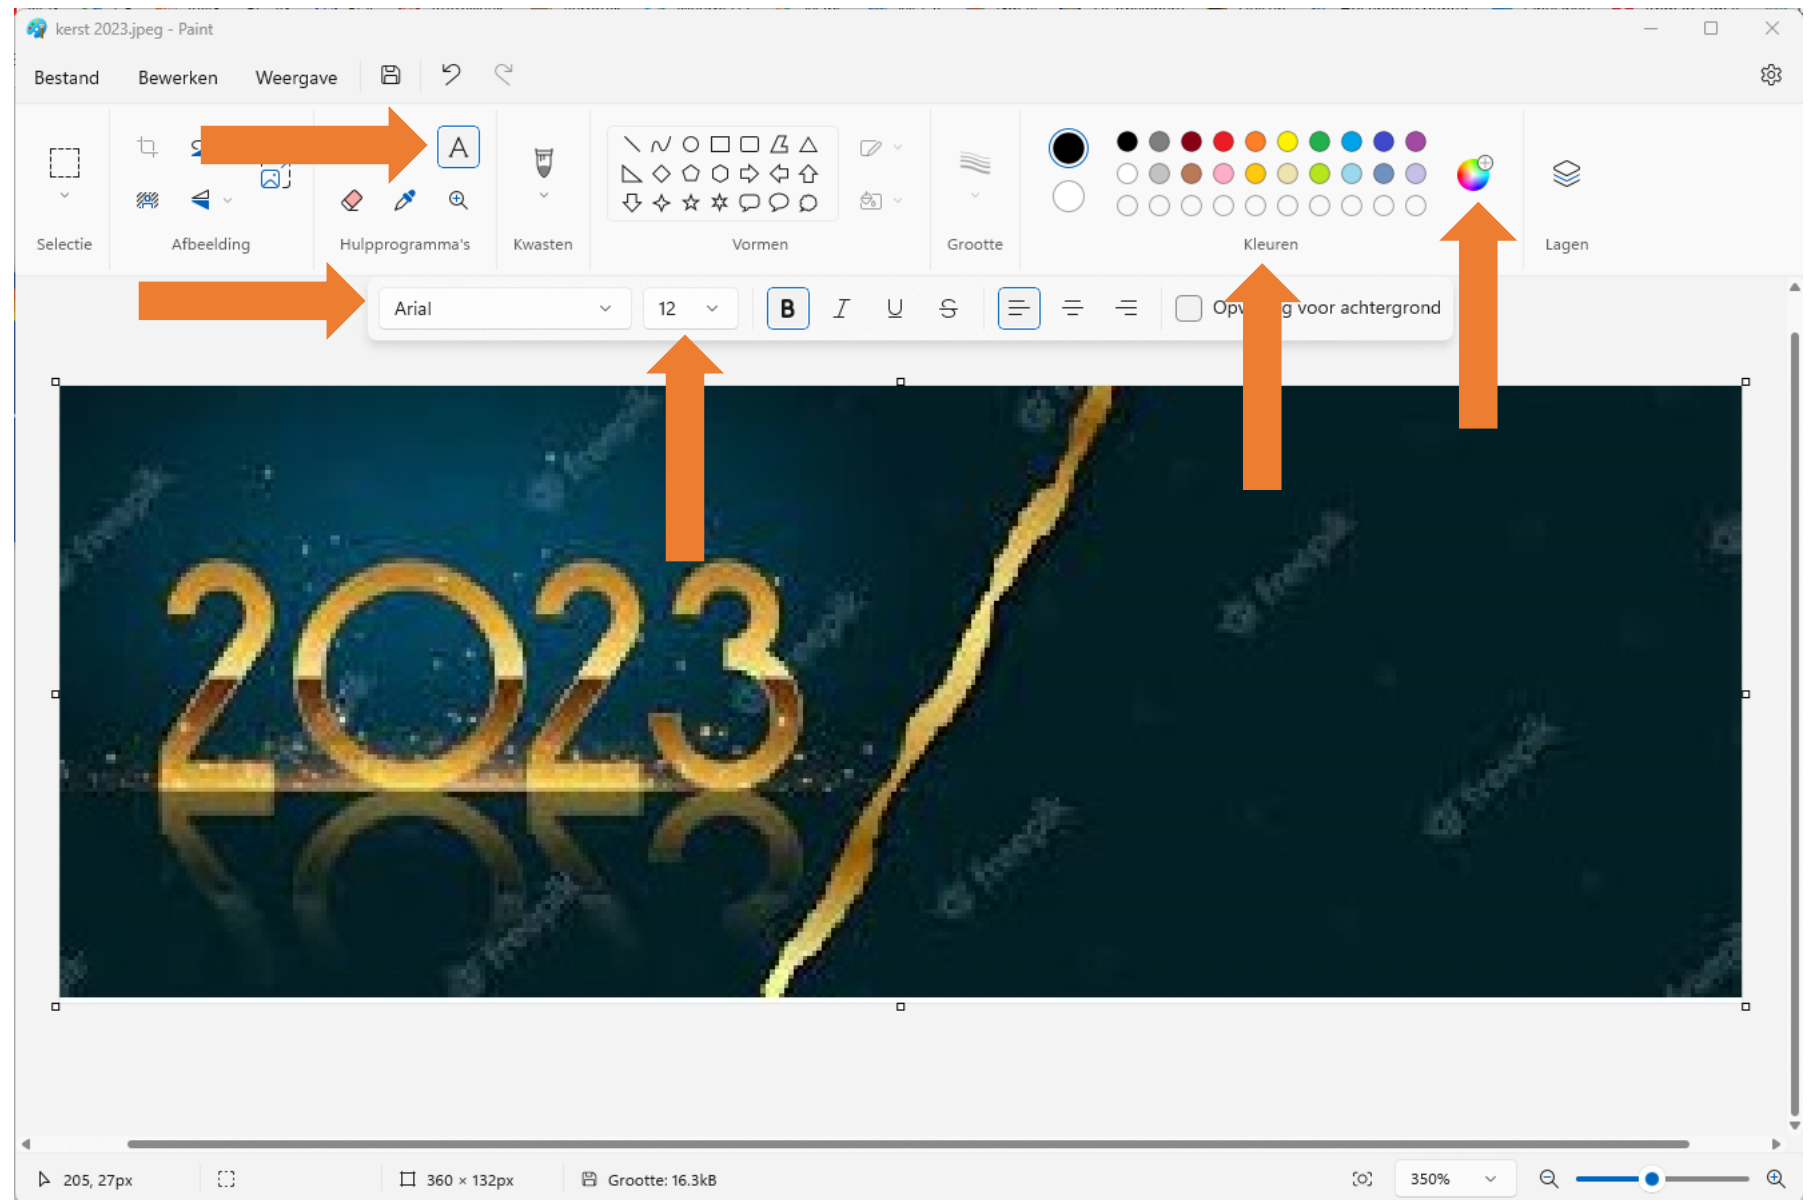 kerst 2023.jpeg - Paint
Bestand Bewerken Weergave
A
Selectie Afbeelding Hulpprogramma's Kwasten Vormen Grootte Kleuren Lagen
Arial 12 B I U S voor achtergrond
2023
205, 27px 360 × 132px Grootte: 16.3kB 350%